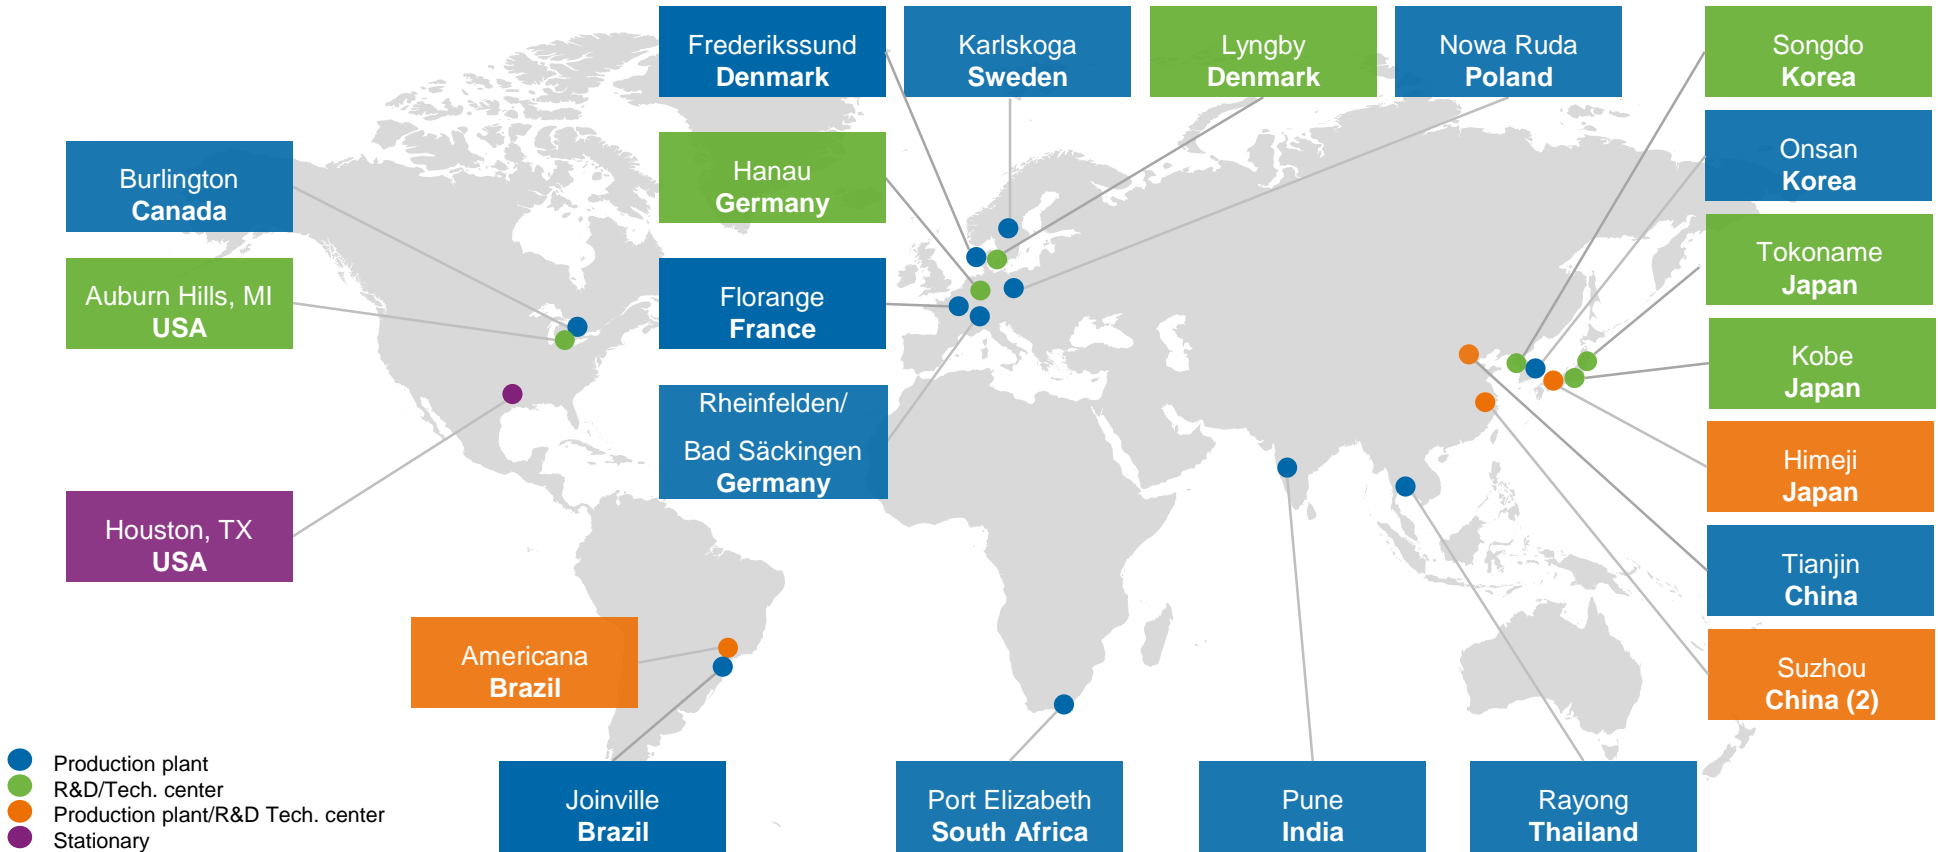 Frederikssund
Denmark
Karlskoga
Sweden
Lyngby
Denmark
Nowa Ruda
Poland
Songdo
Korea
Burlington
Canada
Hanau
Germany
Onsan
Korea
Auburn Hills, MI
USA
Florange
France
Tokoname
Japan
Kobe
Japan
Rheinfelden/
Bad Säckingen
Germany
Himeji
Japan
Houston, TX
USA
Tianjin
China
Americana
Brazil
Suzhou
China (2)
Joinville
Brazil
Port Elizabeth
South Africa
Pune
India
Rayong
Thailand
Production plant
R&D/Tech. center
Production plant/R&D Tech. center
Stationary